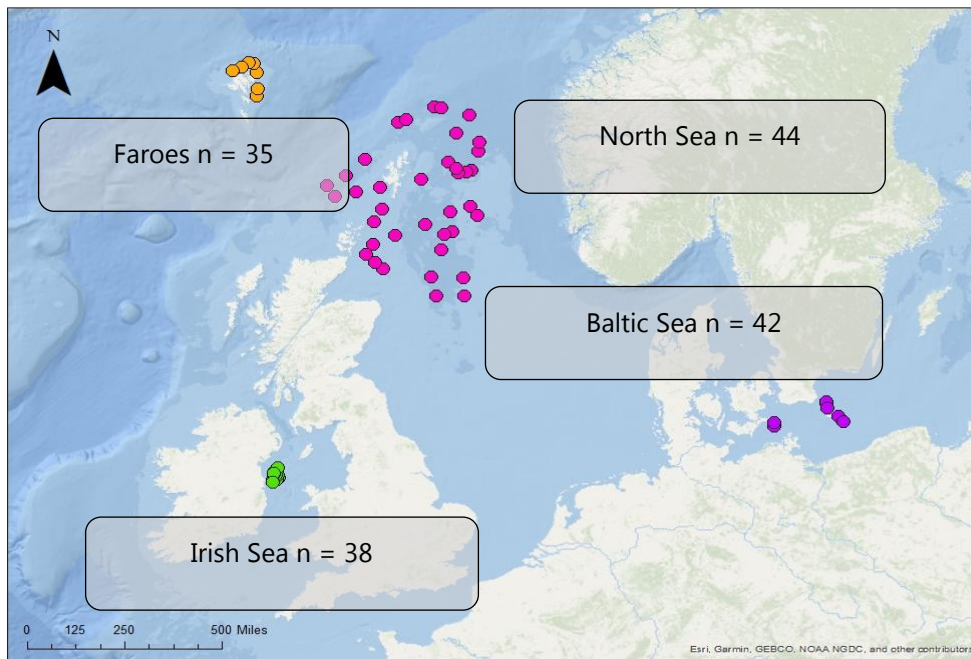 N
Faroes n = 35
North Sea n = 44
Baltic Sea n = 42
Irish Sea n = 38
0 125 250 500 Miles
Esri, Garmin, GEBCO, NOAA NGDC, and other contributors